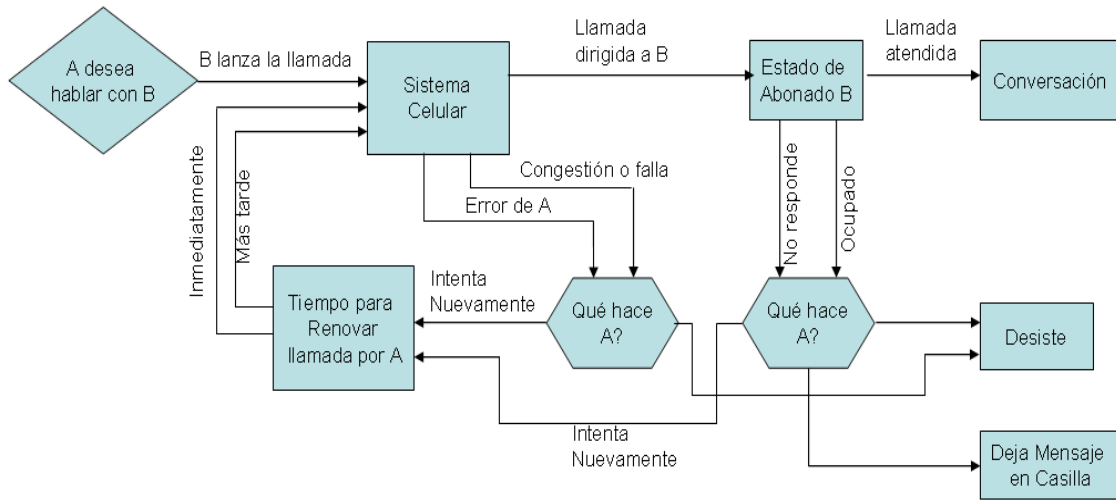 A desea
hablar con B
B lanza la llamada
Sistema
Celular
Llamada
dirigida a B
Estado de
Abonado B
Llamada
atendida
Conversación
Inmediatamente
Más tarde
Congestión o falla
Error de A
No responde
Ocupado
Tiempo para
Renovar
llamada por A
Intenta
Nuevamente
Qué hace
A?
Qué hace
A?
Desiste
Intenta
Nuevamente
Deja Mensaje
en Casilla